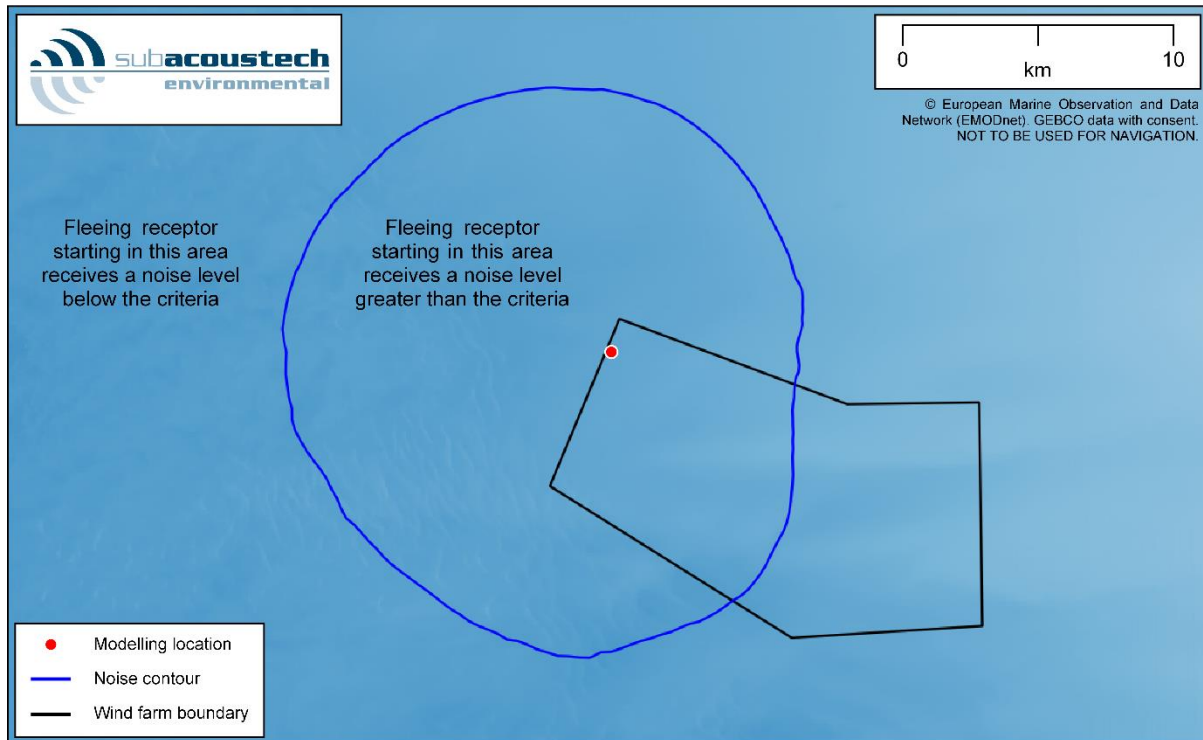 subacoustech
environmental
0 10
km
© European Marine Observation and Data
Network (EMODnet). GEBCO data with consent.
NOT TO BE USED FOR NAVIGATION.
Fleeing receptor
starting in this area
receives a noise level
below the criteria
Fleeing receptor
starting in this area
receives a noise level
greater than the criteria
Modelling location
Noise contour
Wind farm boundary